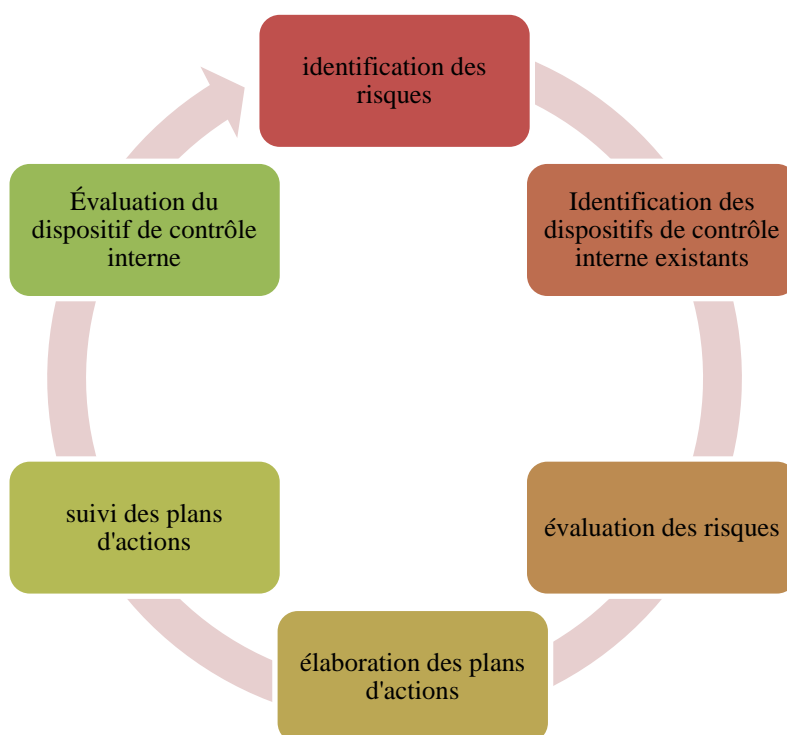 identification des
risques
Identification des
dispositifs de contrôle
interne existants
évaluation des risques
élaboration des plans
d'actions
suivi des plans
d'actions
Évaluation du
dispositif de contrôle
interne